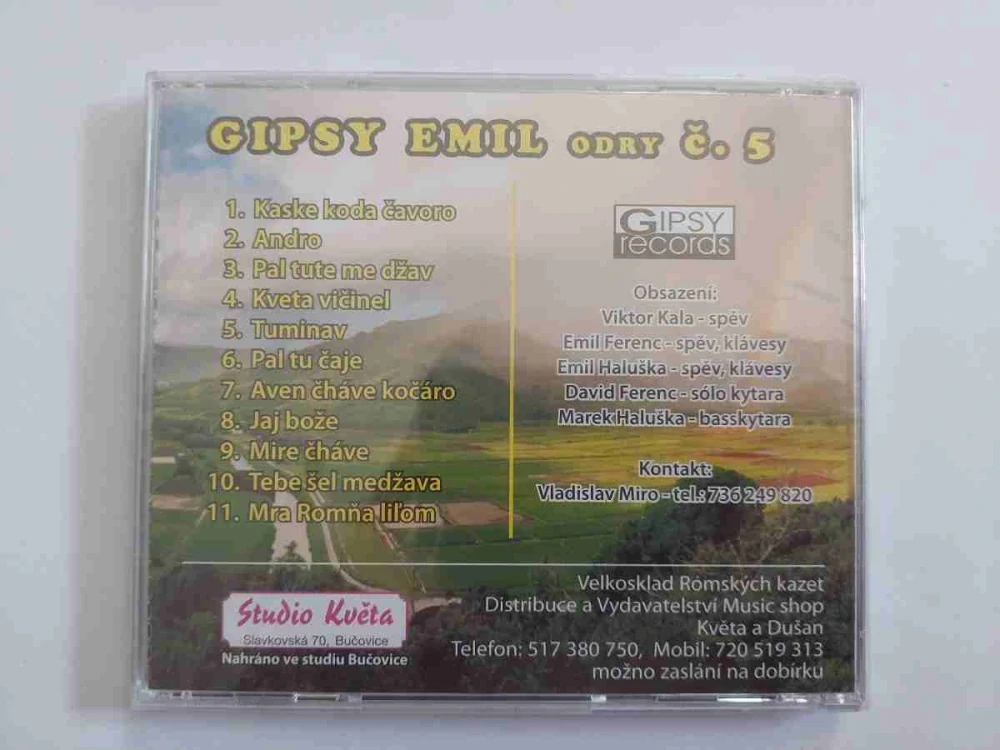 GIPSY EMIL ODRY č. 5
1. Kaske koda čavoro
2. Andro
3. Pal tute me džav
4. Kveta vičinel
5. Tuminav
6. Pal tu čaje
7. Aven čháve kočáro
8. Jaj bože
9. Mire čháve
10. Tebe šel medžava
11. Mra Romňa liľom
GIPSY
records
Obsazení:
Viktor Kala - spěv
Emil Ferenc - spěv, klávesy
Emil Haluška - spěv, klávesy
David Ferenc - sólo kytara
Marek Haluška - basskytara
Kontakt:
Vladislav Miro - tel.: 736 249 820
Studio Květa
Slavkovská 70, Bučovice
Nahráno ve studiu Bučovice
Velkosklad Rómských kazet
Distribuce a Vydavatelství Music shop
Květa a Dušan
Telefon: 517 380 750, Mobil: 720 519 313
možno zaslání na dobírku